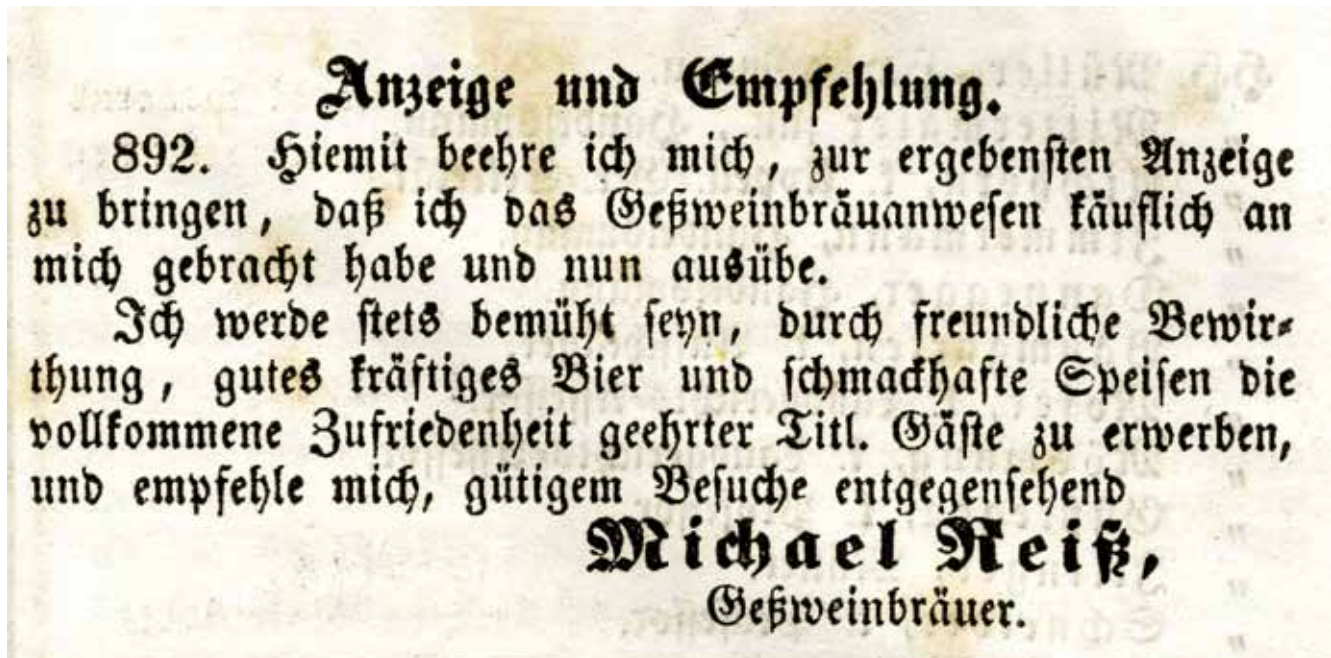 Anzeige und Empfehlung.
892. Hiemit beehre ich mich, zur ergebensten Anzeige
zu bringen, daß ich das Geßweinbräuanwesen käuflich an
mich gebracht habe und nun ausübe.
Ich werde stets bemüht seyn, durch freundliche Bewir-
thung, gutes kräftiges Bier und schmackhafte Speisen die
vollkommene Zufriedenheit geehrter Titl. Gäste zu erwerben,
und empfehle mich, gütigem Besuche entgegensehend
Michael Reiß,
Geßweinbräuer.